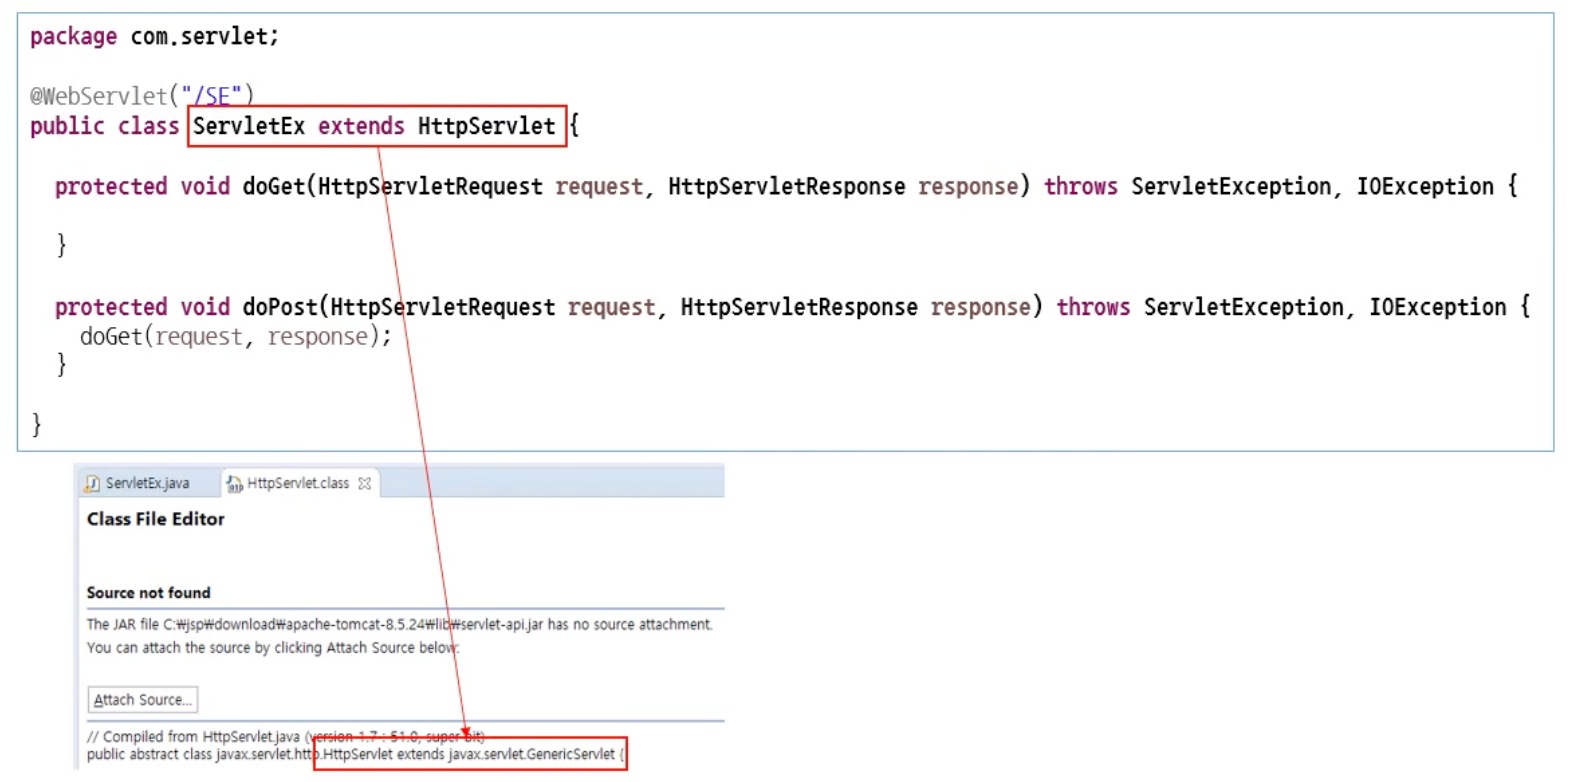 package com.servlet;
@WebServlet("/SE")
public class ServletEx extends HttpServlet {
protected void doGet(HttpServletRequest request, HttpServletResponse response) throws ServletException, IOException {
}
protected void doPost(HttpServletRequest request, HttpServletResponse response) throws ServletException, IOException {
doGet(request, response);
}
}
ServletEx.java HttpServlet.class
Class File Editor
Source not found
The JAR file C:₩jsp₩download₩apache-tomcat-8.5.24₩lib₩servlet-api.jar has no source attachment.
You can attach the source by clicking Attach Source below:
Attach Source...
// Compiled from HttpServlet.java (version 1.7 : 51.0, super bit)
public abstract class javax.servlet.http.HttpServlet extends javax.servlet.GenericServlet {